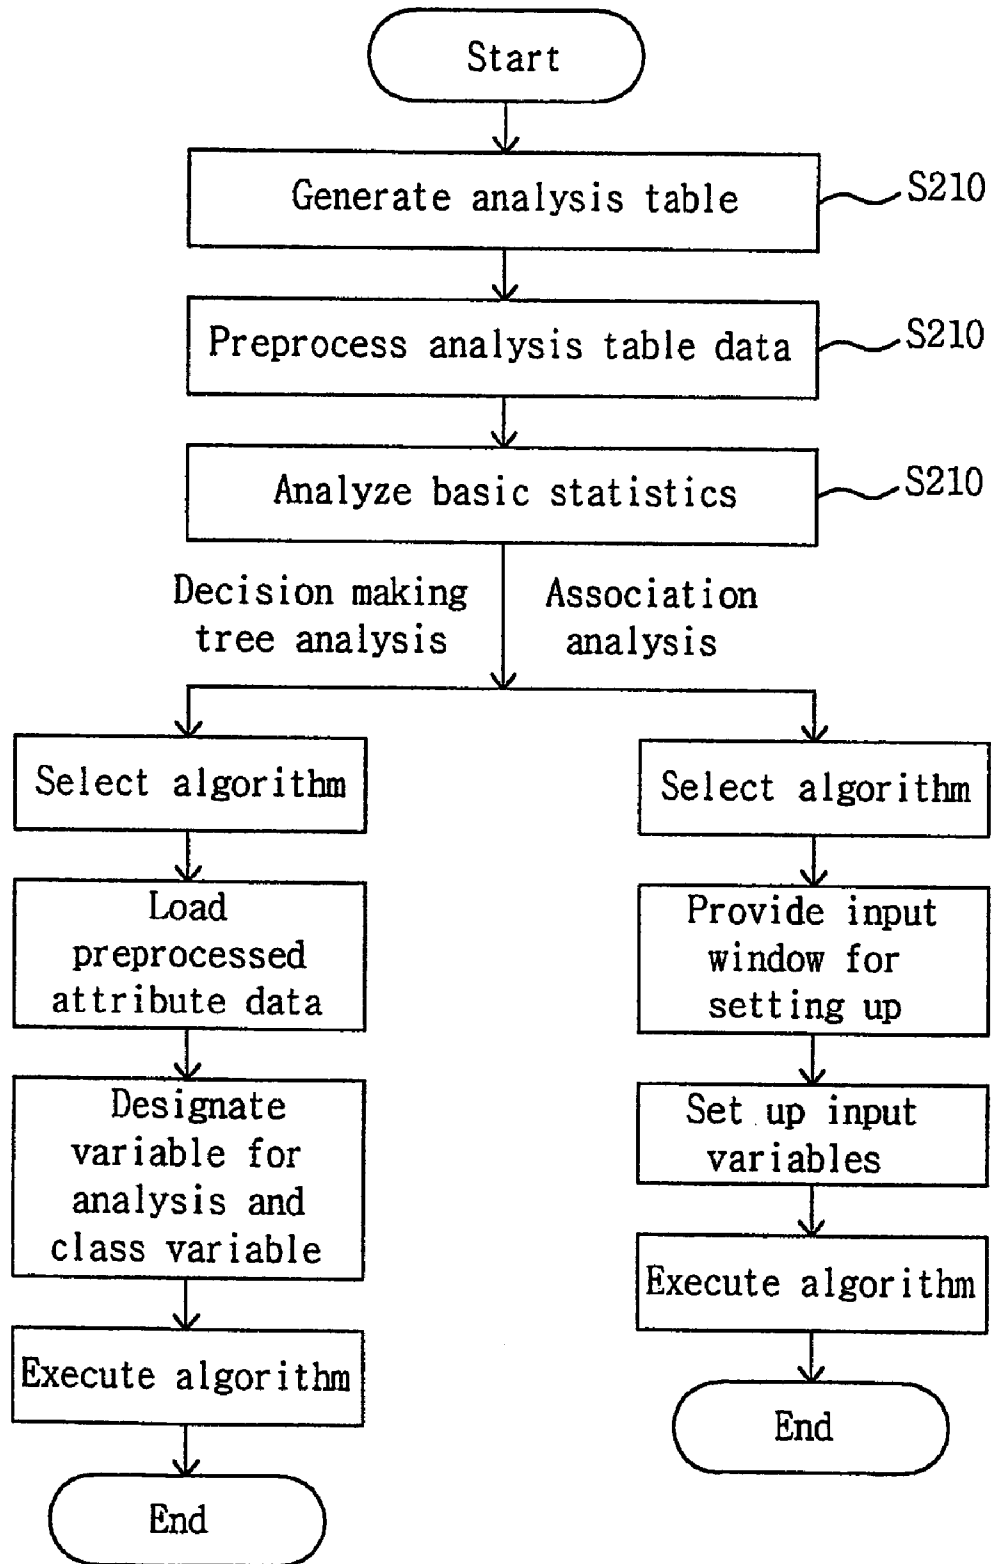 Start
Generate analysis table
S210
Preprocess analysis table data
S210
Analyze basic statistics
S210
Decision making
tree analysis
Association
analysis
Select algorithm
Load
preprocessed
attribute data
Designate
variable for
analysis and
class variable
Execute algorithm
End
Select algorithm
Provide input
window for
setting up
Set up input
variables
Execute algorithm
End